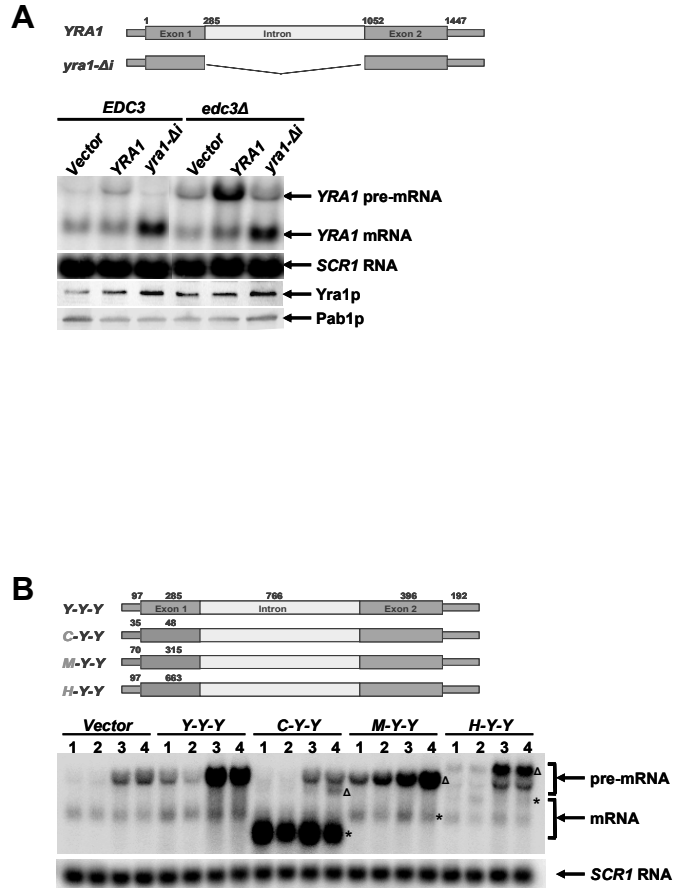 A
1 285 1052 1447
YRA1 Exon 1 Intron Exon 2
yra1-Δi
EDC3 edc3Δ
Vector YRA1 yra1-Δi Vector YRA1 yra1-Δi
YRA1 pre-mRNA
YRA1 mRNA
SCR1 RNA
Yra1p
Pab1p
B
97 285 766 396 192
Y-Y-Y Exon 1 Intron Exon 2
35 48
C-Y-Y
70 315
M-Y-Y
97 663
H-Y-Y
Vector Y-Y-Y C-Y-Y M-Y-Y H-Y-Y
1 2 3 4 1 2 3 4 1 2 3 4 1 2 3 4 1 2 3 4
Δ Δ Δ pre-mRNA
* * * mRNA
SCR1 RNA